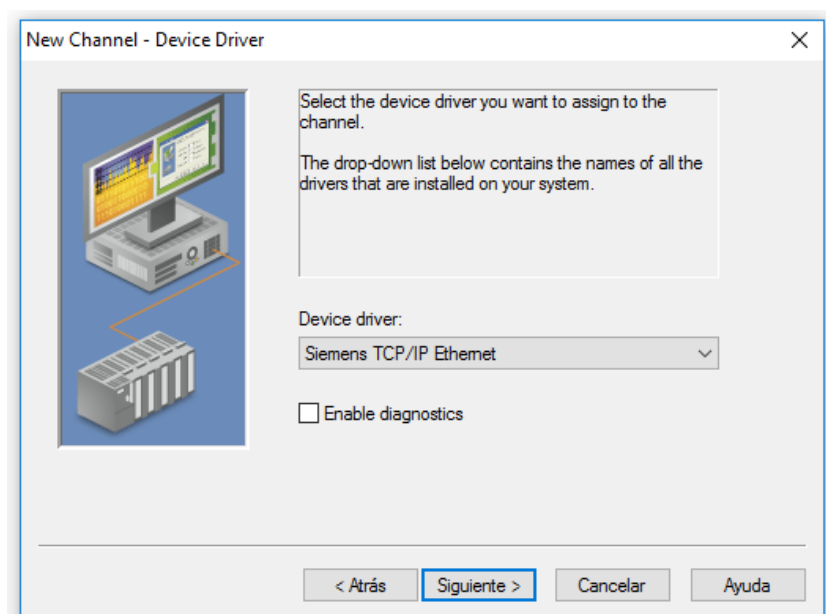 New Channel - Device Driver
Select the device driver you want to assign to the
channel.
The drop-down list below contains the names of all the
drivers that are installed on your system.
Device driver:
Siemens TCP/IP Ethernet
Enable diagnostics
< Atrás
Siguiente >
Cancelar
Ayuda